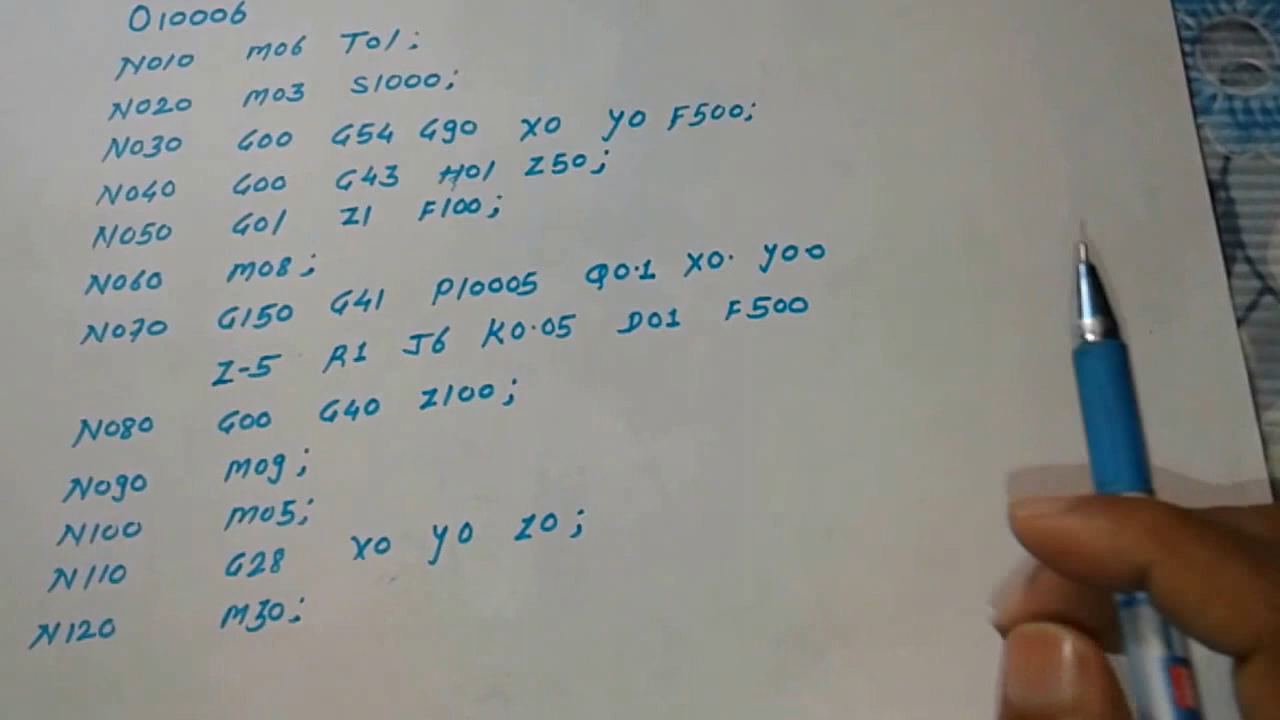 O10006
N010 M06 T01;
N020 M03 S1000;
N030 G00 G54 G90 X0 Y0 F500;
N040 G00 G43 H01 Z50;
N050 G01 Z1 F100;
N060 M08;
N070 G150 G41 P10005 Q0.1 X0. Y00
Z-5 R1 J6 K0.05 D01 F500
N080 G00 G40 Z100;
N090 M09;
N100 M05;
N110 G28 X0 Y0 Z0;
N120 M30;